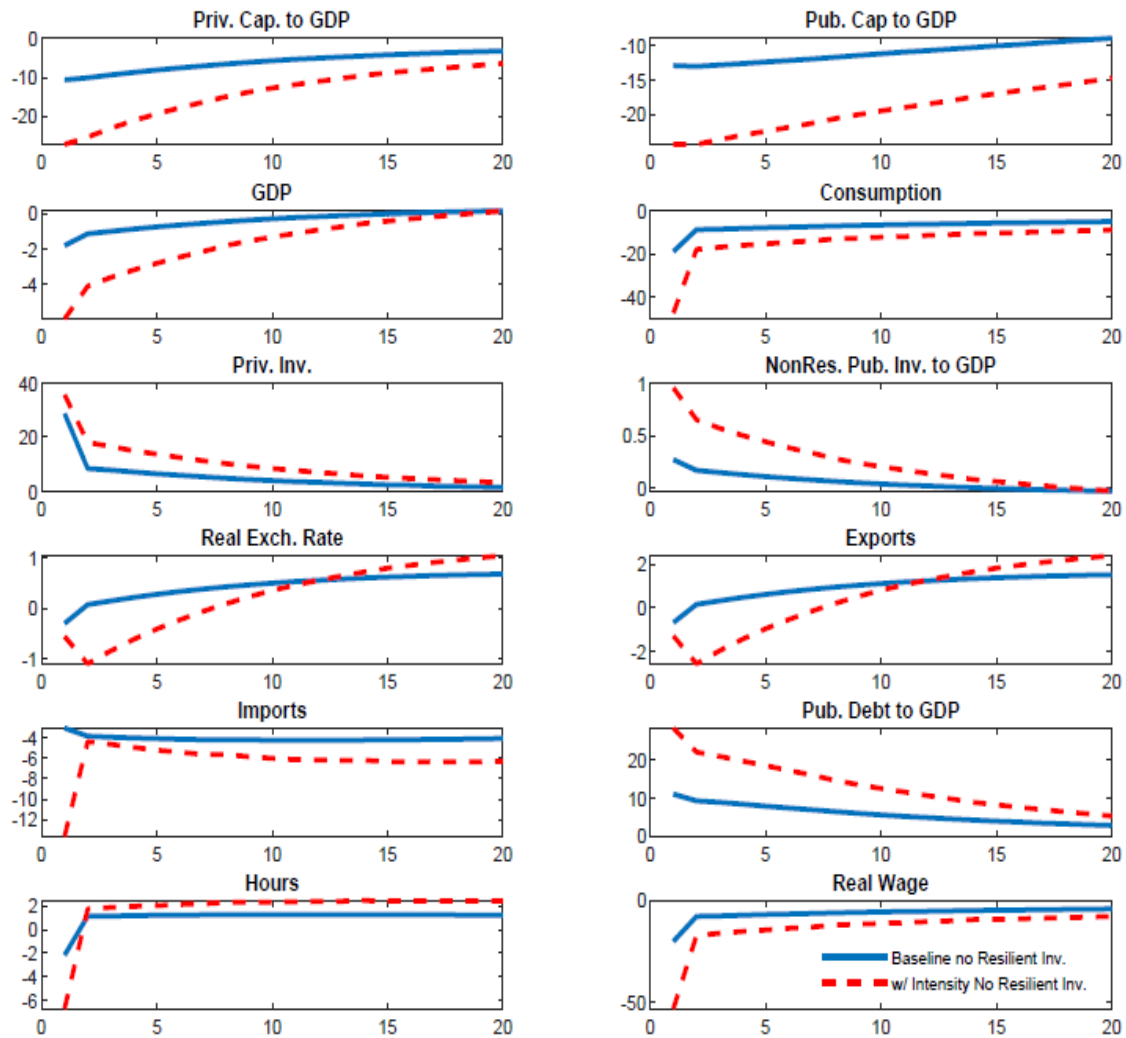 Priv. Cap. to GDP
0
-10
-20
0 5 10 15 20
Pub. Cap to GDP
-10
-15
-20
0 5 10 15 20
GDP
0
-2
-4
0 5 10 15 20
Consumption
0
-20
-40
0 5 10 15 20
Priv. Inv.
40
20
0
0 5 10 15 20
NonRes. Pub. Inv. to GDP
1
0.5
0
0 5 10 15 20
Real Exch. Rate
1
0
-1
0 5 10 15 20
Exports
2
0
-2
0 5 10 15 20
Imports
-4
-6
-8
-10
-12
0 5 10 15 20
Pub. Debt to GDP
20
10
0
0 5 10 15 20
Hours
2
0
-2
-4
-6
0 5 10 15 20
Real Wage
0
-50
0 5 10 15 20
Baseline no Resilient Inv.
w/ Intensity No Resilient Inv.